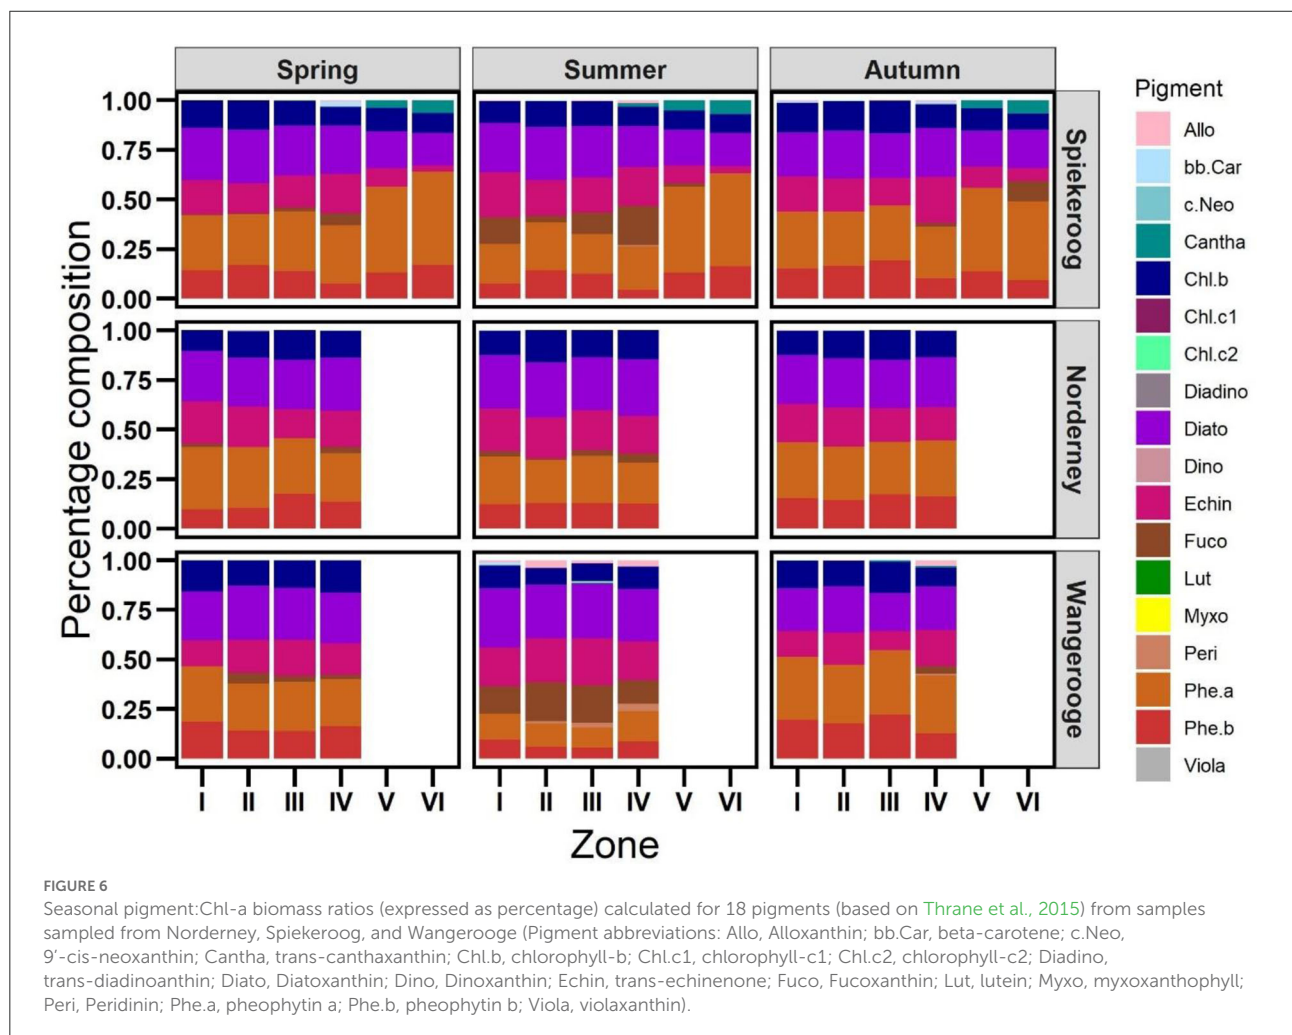 Spring Summer Autumn
Percentage composition
1.00
0.75
0.50
0.25
0.00
Spiekeroog
1.00
0.75
0.50
0.25
0.00
Norderney
1.00
0.75
0.50
0.25
0.00
Wangerooge
I II III IV V VI I II III IV V VI I II III IV V VI
Zone
Pigment
Allo
bb.Car
c.Neo
Cantha
Chl.b
Chl.c1
Chl.c2
Diadino
Diato
Dino
Echin
Fuco
Lut
Myxo
Peri
Phe.a
Phe.b
Viola
FIGURE 6
Seasonal pigment:Chl-a biomass ratios (expressed as percentage) calculated for 18 pigments (based on Thrane et al., 2015) from samples
sampled from Norderney, Spiekeroog, and Wangerooge (Pigment abbreviations: Allo, Alloxanthin; bb.Car, beta-carotene; c.Neo,
9′-cis-neoxanthin; Cantha, trans-canthaxanthin; Chl.b, chlorophyll-b; Chl.c1, chlorophyll-c1; Chl.c2, chlorophyll-c2; Diadino,
trans-diadinoanthin; Diato, Diatoxanthin; Dino, Dinoxanthin; Echin, trans-echinenone; Fuco, Fucoxanthin; Lut, lutein; Myxo, myxoxanthophyll;
Peri, Peridinin; Phe.a, pheophytin a; Phe.b, pheophytin b; Viola, violaxanthin).